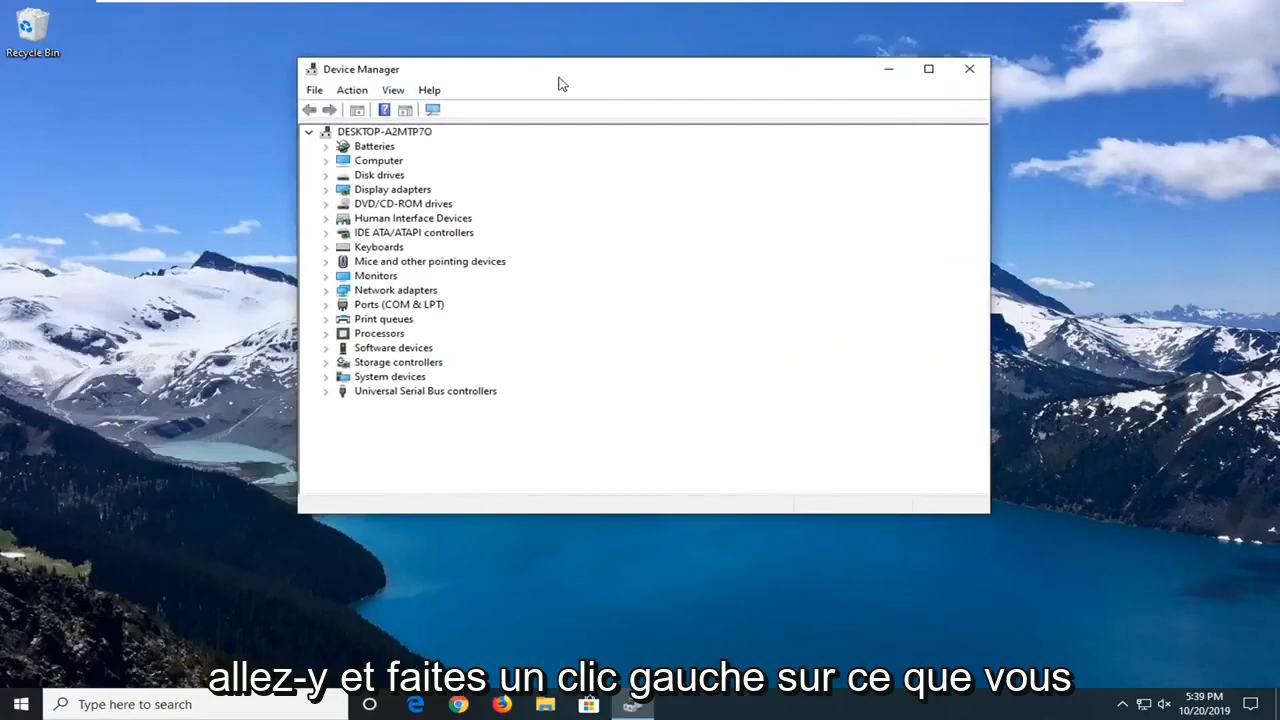 Recycle Bin
Device Manager
File Action View Help
DESKTOP-A2MTP7O
Batteries
Computer
Disk drives
Display adapters
DVD/CD-ROM drives
Human Interface Devices
IDE ATA/ATAPI controllers
Keyboards
Mice and other pointing devices
Monitors
Network adapters
Ports (COM & LPT)
Print queues
Processors
Software devices
Storage controllers
System devices
Universal Serial Bus controllers
allez-y et faites un clic gauche sur ce que vous
Type here to search
5:39 PM
10/20/2019